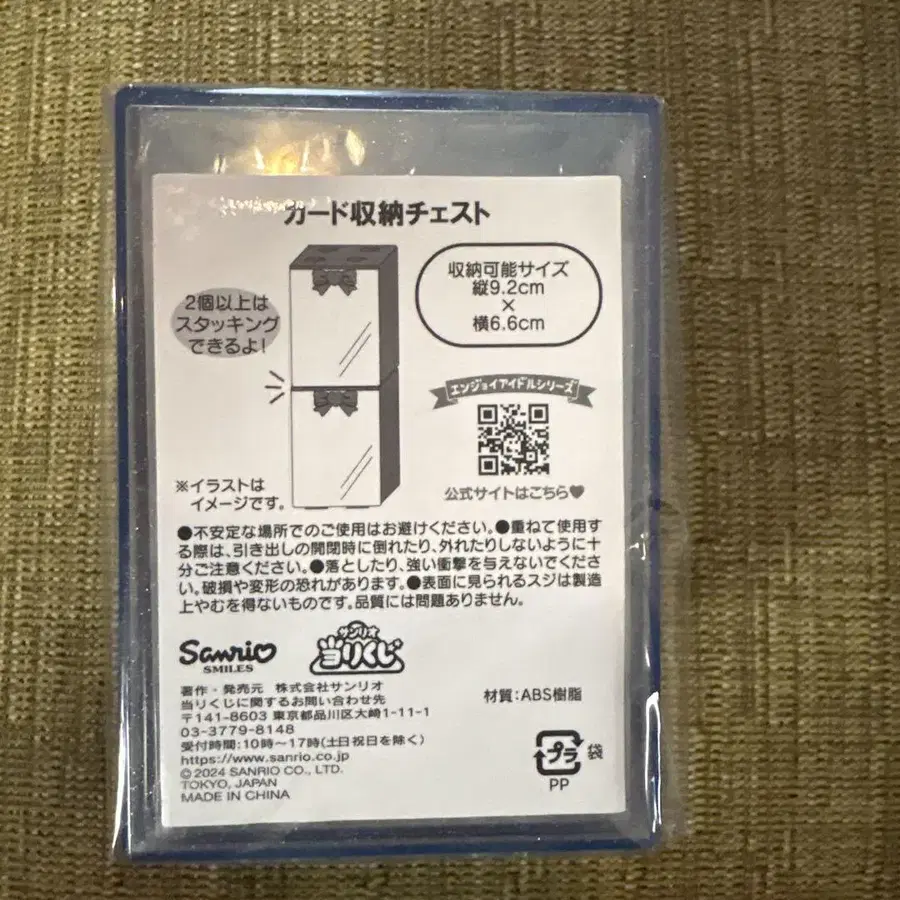 カード収納チェスト
2個以上は
スタッキング
できるよ!
収納可能サイズ
縦9.2cm
×
横6.6cm
エンジョイアイドルシリーズ
公式サイトはこちら♥
※イラストは
イメージです。
●不安定な場所でのご使用はお避けください。●重ねて使用す
る際は、引き出しの開閉時に倒れたり、外れたりしないように十
分ご注意ください。●落としたり、強い衝撃を与えないでくださ
い。破損や変形の恐れがあります。●表面に見られるスジは製造
上やむを得ないものです。品質には問題ありません。
Sanrio
SMILES
サンリオ
当りくじ
著作・発売元 株式会社サンリオ
当りくじに関するお問い合わせ先
〒141-8603 東京都品川区大崎1-11-1
03-3779-8148
受付時間:10時〜17時(土日祝日を除く)
https://www.sanrio.co.jp
©2024 SANRIO CO., LTD.
TOKYO, JAPAN
MADE IN CHINA
材質:ABS樹脂
プラ 袋
PP